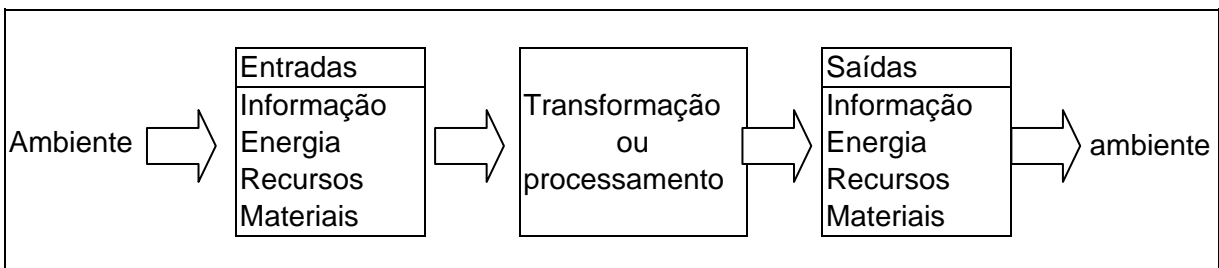 Ambiente
Entradas
Informação
Energia
Recursos
Materiais
Transformação
ou
processamento
Saídas
Informação
Energia
Recursos
Materiais
ambiente